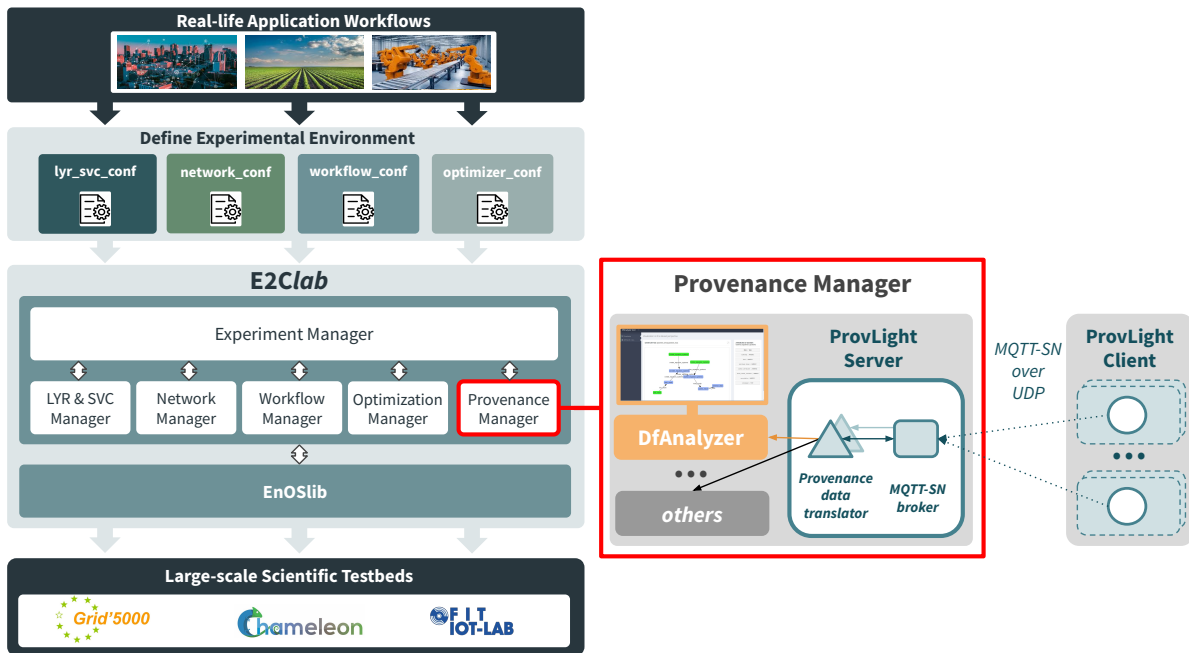 Real-life Application Workflows
Define Experimental Environment
lyr_svc_conf
network_conf
workflow_conf
optimizer_conf
E2Clab
Experiment Manager
LYR & SVC
Manager
Network
Manager
Workflow
Manager
Optimization
Manager
Provenance
Manager
EnOSlib
Large-scale Scientific Testbeds
Grid'5000
Chameleon
FIT
IOT-LAB
Provenance Manager
DfAnalyzer
others
ProvLight
Server
Provenance
data
translator
MQTT-SN
broker
MQTT-SN
over
UDP
ProvLight
Client